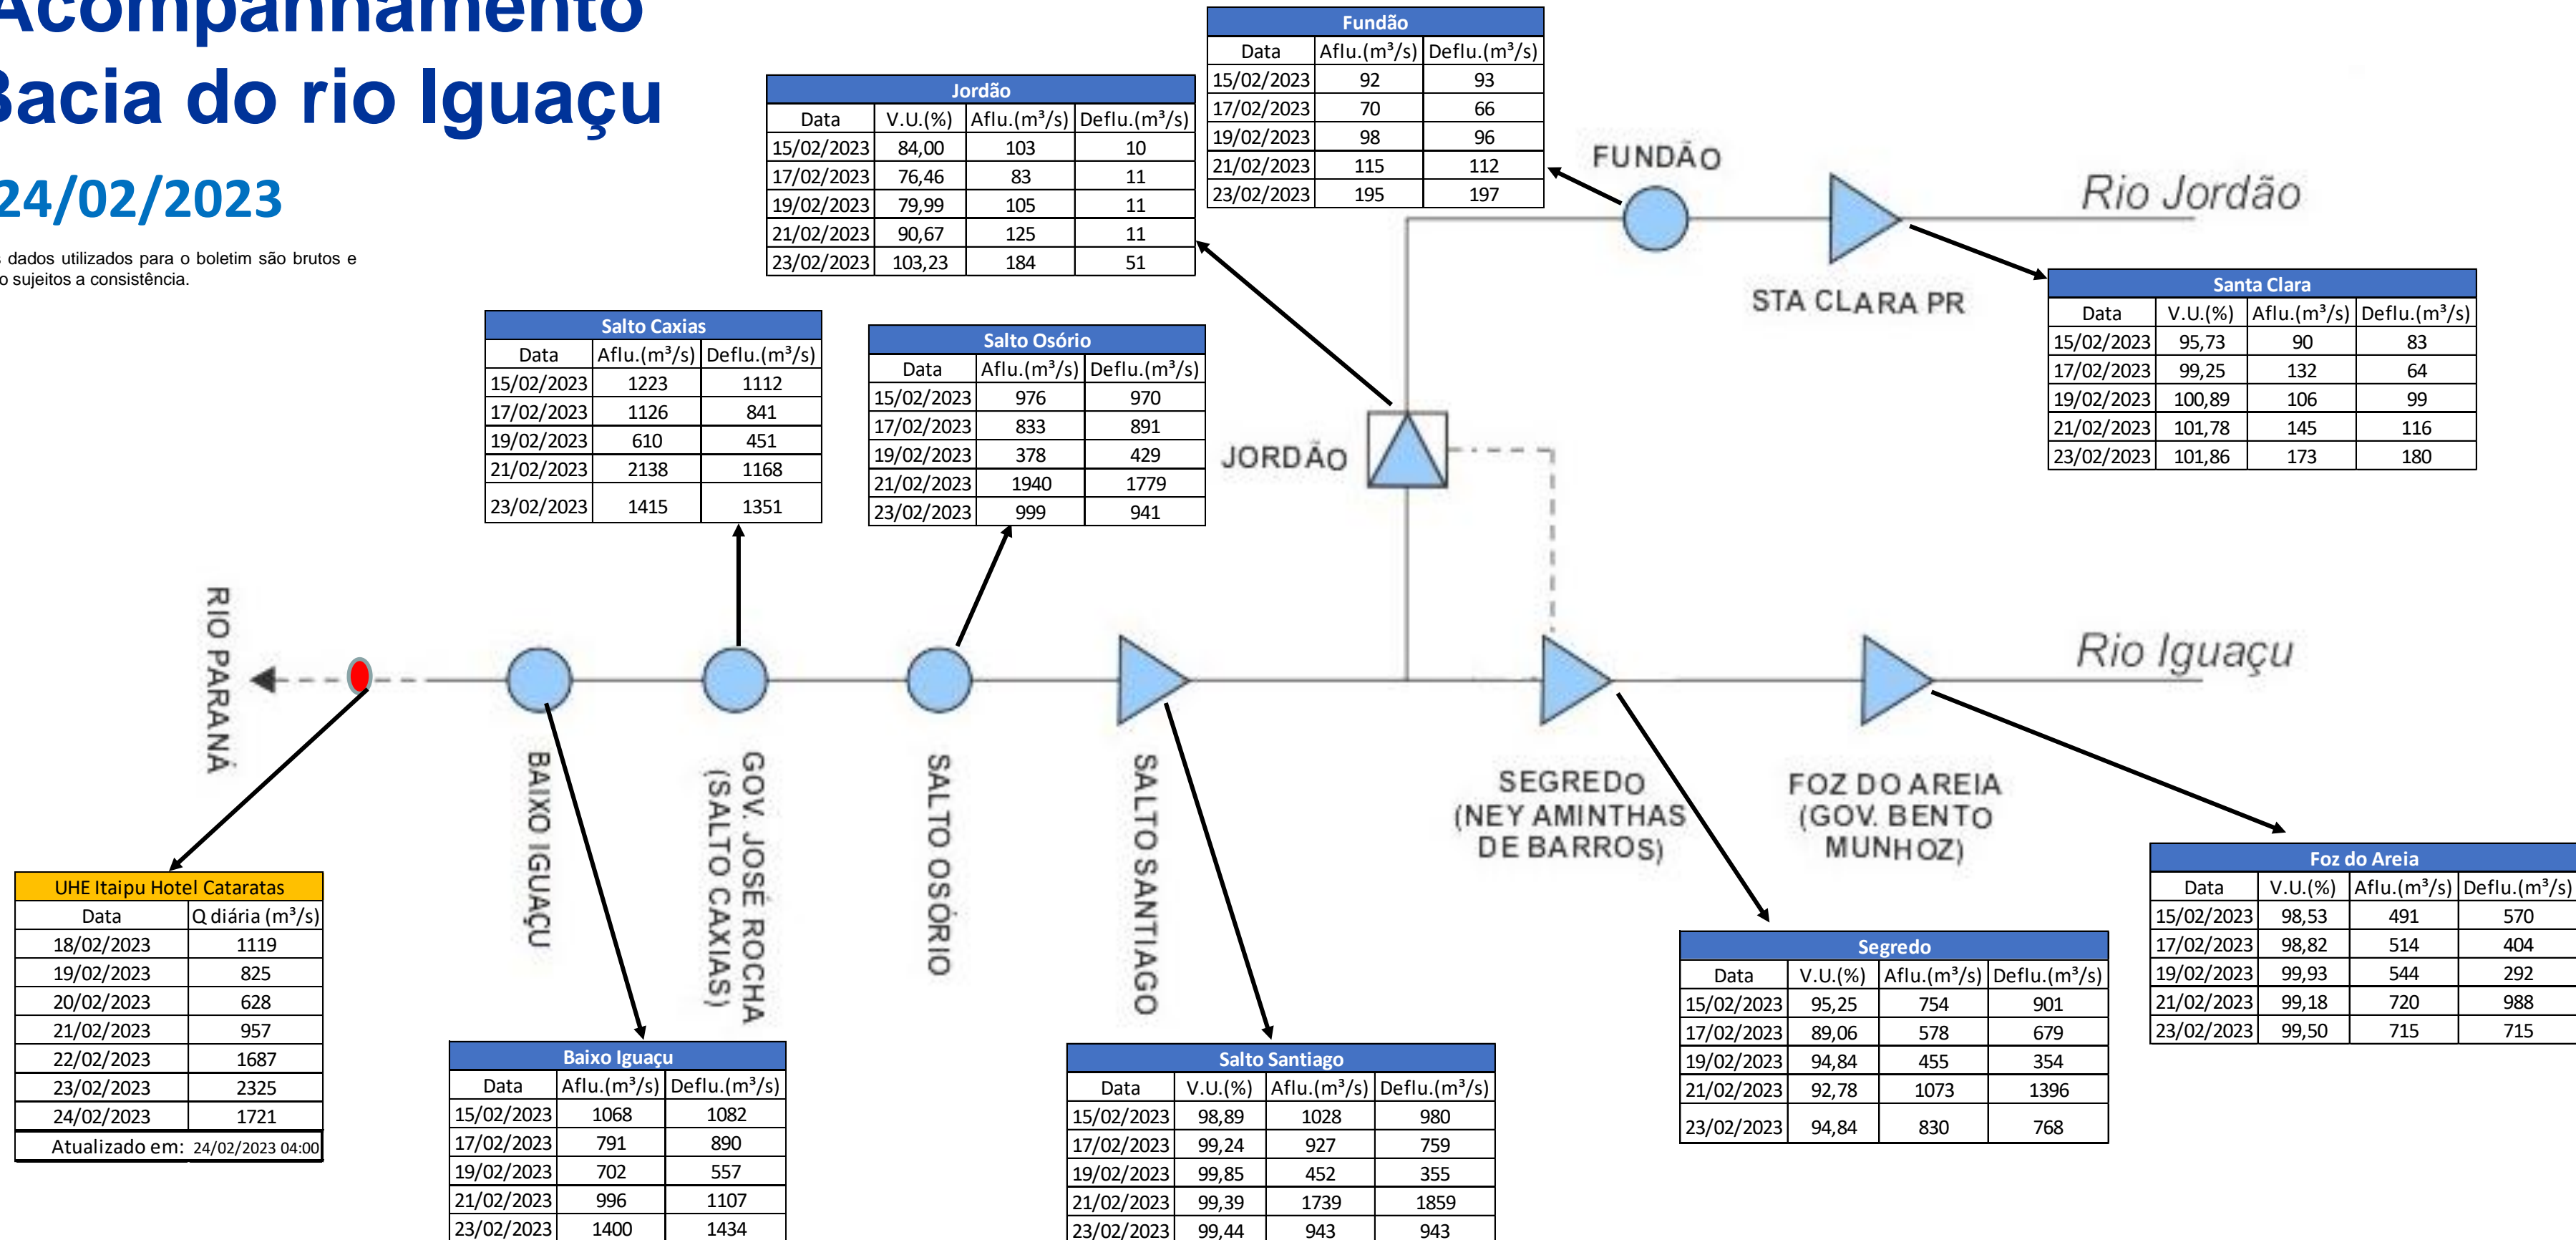 Acompanhamento
Bacia do rio Iguaçu
24/02/2023
s dados utilizados para o boletim são brutos e
o sujeitos a consistência.
Fundão
Data Aflu.(m³/s) Deflu.(m³/s)
15/02/2023 92 93
17/02/2023 70 66
19/02/2023 98 96
21/02/2023 115 112
23/02/2023 195 197
Jordão
Data V.U.(%) Aflu.(m³/s) Deflu.(m³/s)
15/02/2023 84,00 103 10
17/02/2023 76,46 83 11
19/02/2023 79,99 105 11
21/02/2023 90,67 125 11
23/02/2023 103,23 184 51
FUNDÃO
Rio Jordão
STA CLARA PR
Santa Clara
Data V.U.(%) Aflu.(m³/s) Deflu.(m³/s)
15/02/2023 95,73 90 83
17/02/2023 99,25 132 64
19/02/2023 100,89 106 99
21/02/2023 101,78 145 116
23/02/2023 101,86 173 180
Salto Caxias
Data Aflu.(m³/s) Deflu.(m³/s)
15/02/2023 1223 1112
17/02/2023 1126 841
19/02/2023 610 451
21/02/2023 2138 1168
23/02/2023 1415 1351
Salto Osório
Data Aflu.(m³/s) Deflu.(m³/s)
15/02/2023 976 970
17/02/2023 833 891
19/02/2023 378 429
21/02/2023 1940 1779
23/02/2023 999 941
JORDÃO
RIO PARANÁ
Rio Iguaçu
BAIXO IGUAÇU
GOV. JOSÉ ROCHA
(SALTO CAXIAS)
SALTO OSÓRIO
SALTO SANTIAGO
SEGREDO
(NEY AMINTHAS
DE BARROS)
FOZ DO AREIA
(GOV. BENTO
MUNHOZ)
UHE Itaipu Hotel Cataratas
Data Q diária (m³/s)
18/02/2023 1119
19/02/2023 825
20/02/2023 628
21/02/2023 957
22/02/2023 1687
23/02/2023 2325
24/02/2023 1721
Atualizado em: 24/02/2023 04:00
Baixo Iguaçu
Data Aflu.(m³/s) Deflu.(m³/s)
15/02/2023 1068 1082
17/02/2023 791 890
19/02/2023 702 557
21/02/2023 996 1107
23/02/2023 1400 1434
Salto Santiago
Data V.U.(%) Aflu.(m³/s) Deflu.(m³/s)
15/02/2023 98,89 1028 980
17/02/2023 99,24 927 759
19/02/2023 99,85 452 355
21/02/2023 99,39 1739 1859
23/02/2023 99,44 943 943
Segredo
Data V.U.(%) Aflu.(m³/s) Deflu.(m³/s)
15/02/2023 95,25 754 901
17/02/2023 89,06 578 679
19/02/2023 94,84 455 354
21/02/2023 92,78 1073 1396
23/02/2023 94,84 830 768
Foz do Areia
Data V.U.(%) Aflu.(m³/s) Deflu.(m³/s)
15/02/2023 98,53 491 570
17/02/2023 98,82 514 404
19/02/2023 99,93 544 292
21/02/2023 99,18 720 988
23/02/2023 99,50 715 715